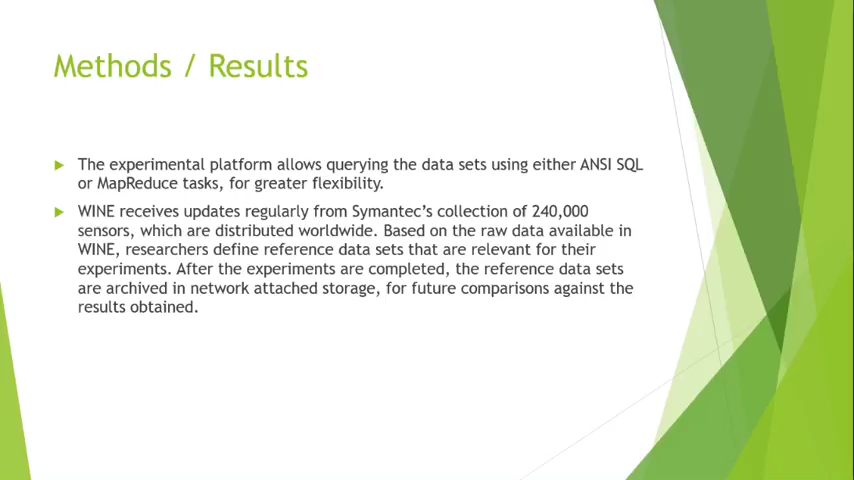 Methods / Results
The experimental platform allows querying the data sets using either ANSI SQL
or MapReduce tasks, for greater flexibility.
WINE receives updates regularly from Symantec's collection of 240,000
sensors, which are distributed worldwide. Based on the raw data available in
WINE, researchers define reference data sets that are relevant for their
experiments. After the experiments are completed, the reference data sets
are archived in network attached storage, for future comparisons against the
results obtained.